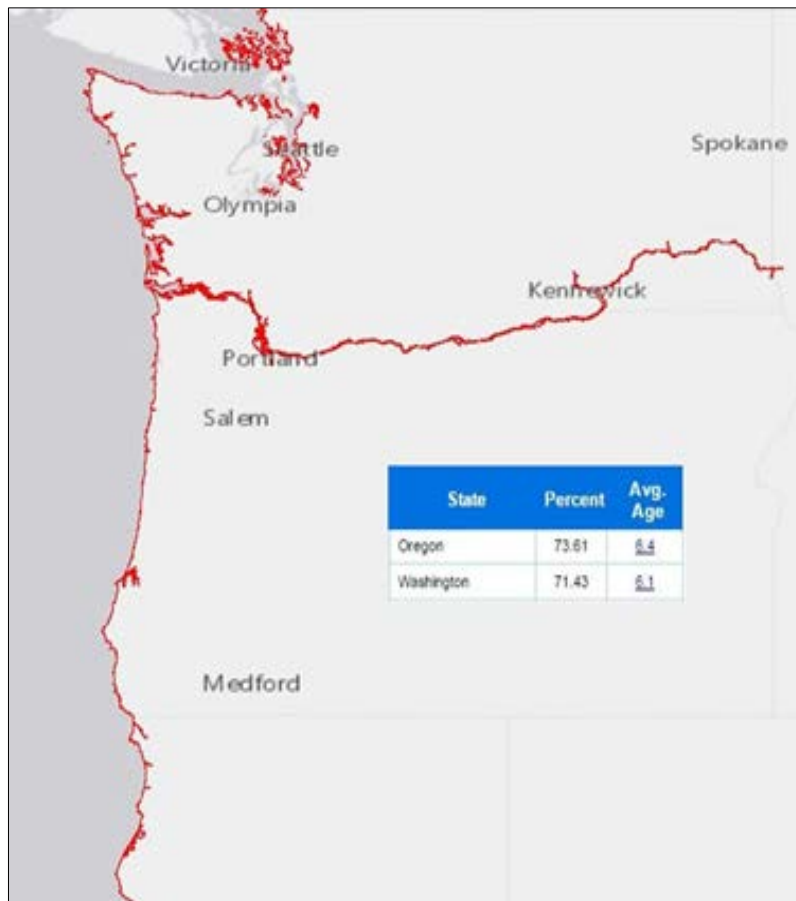 Victoria
Seattle
Spokane
Olympia
Kennewick
Portland
Salem
State Percent Avg. Age
Oregon 73.61 6.4
Washington 71.43 6.1
Medford